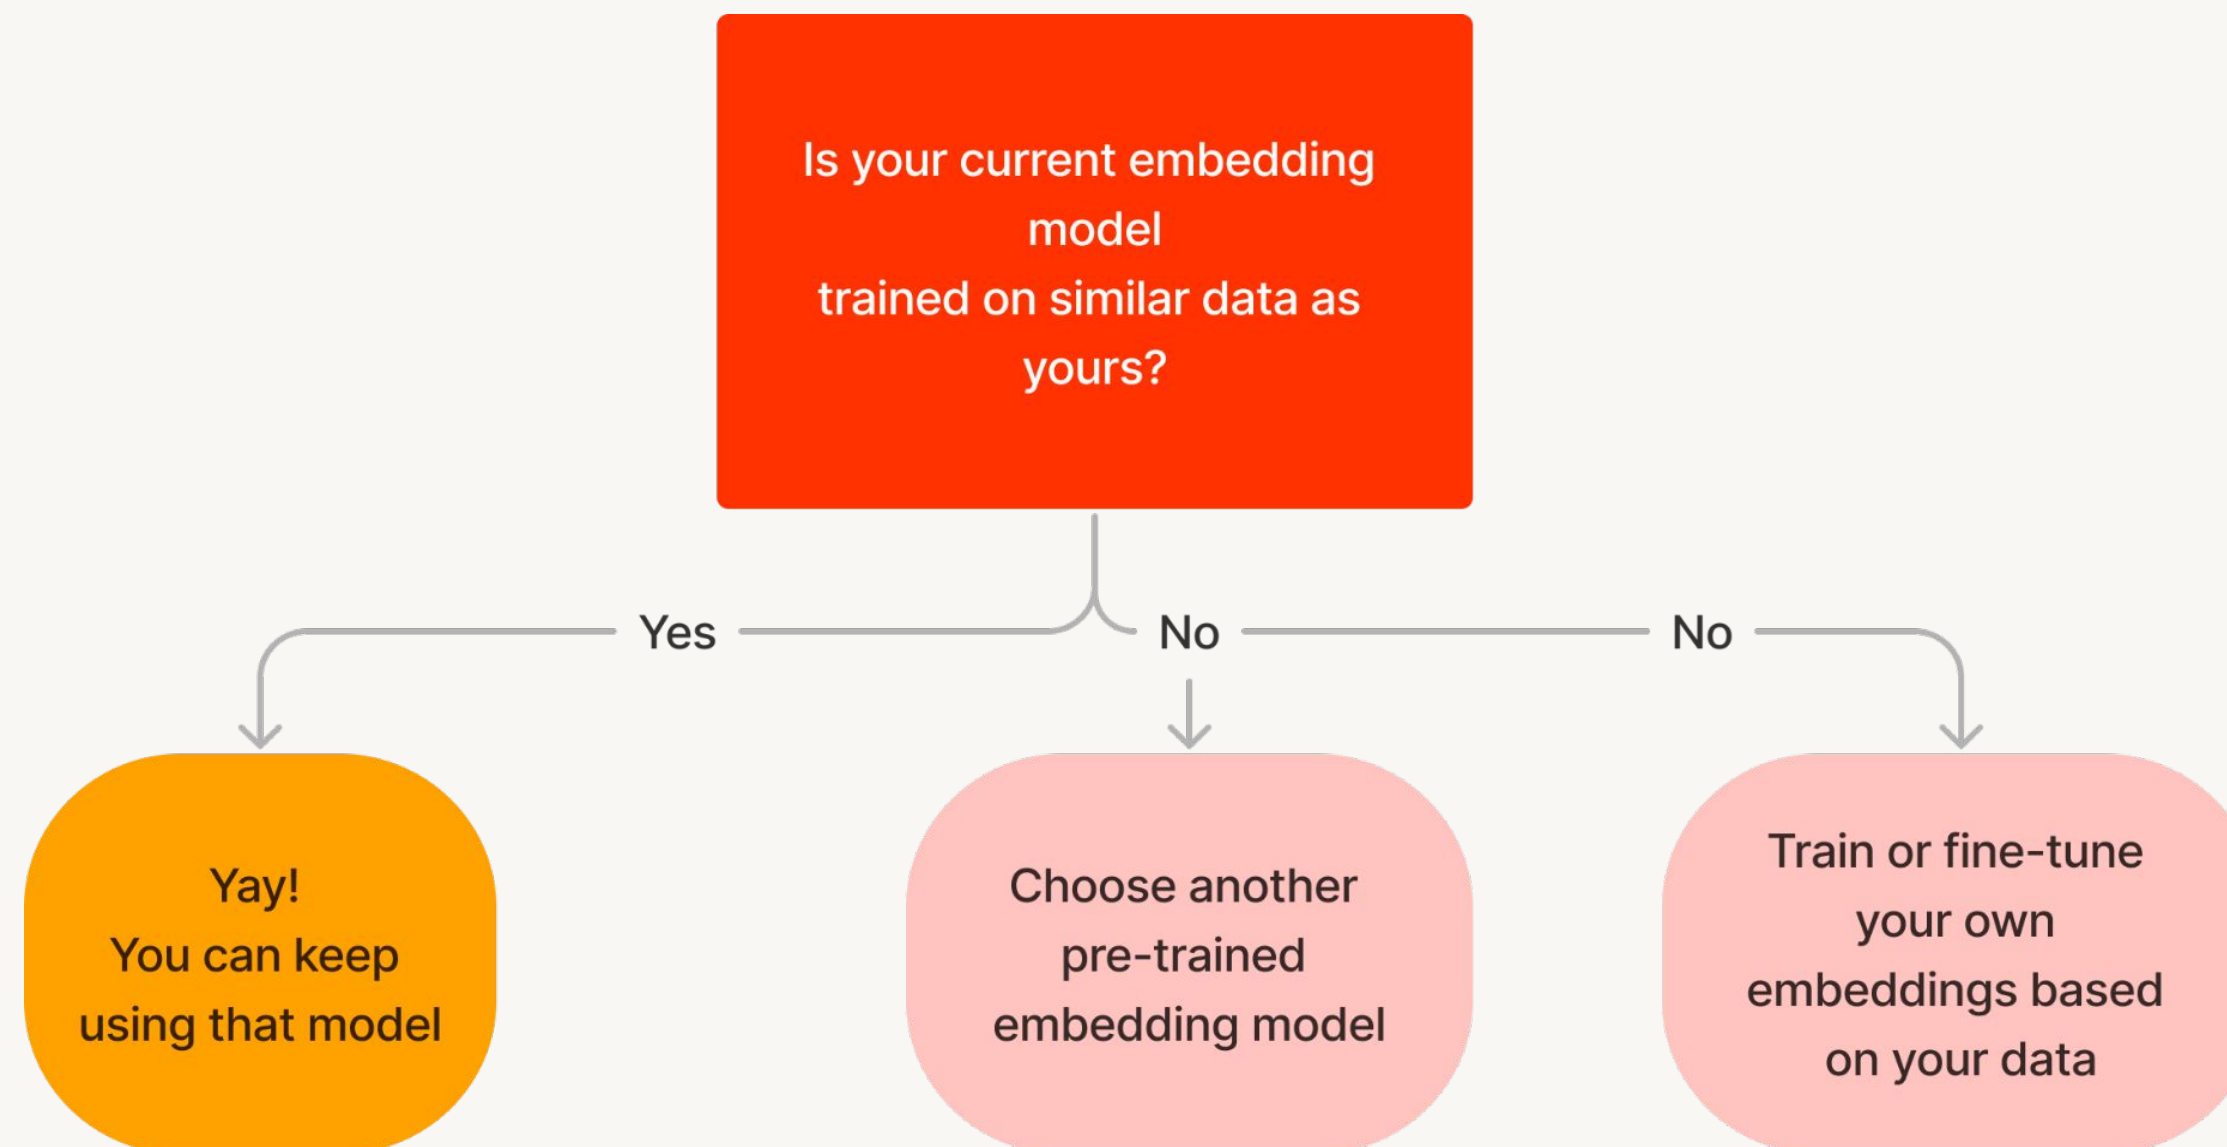 Is your current embedding
model
trained on similar data as
yours?
Yes
No
No
Yay!
You can keep
using that model
Choose another
pre-trained
embedding model
Train or fine-tune
your own
embeddings based
on your data